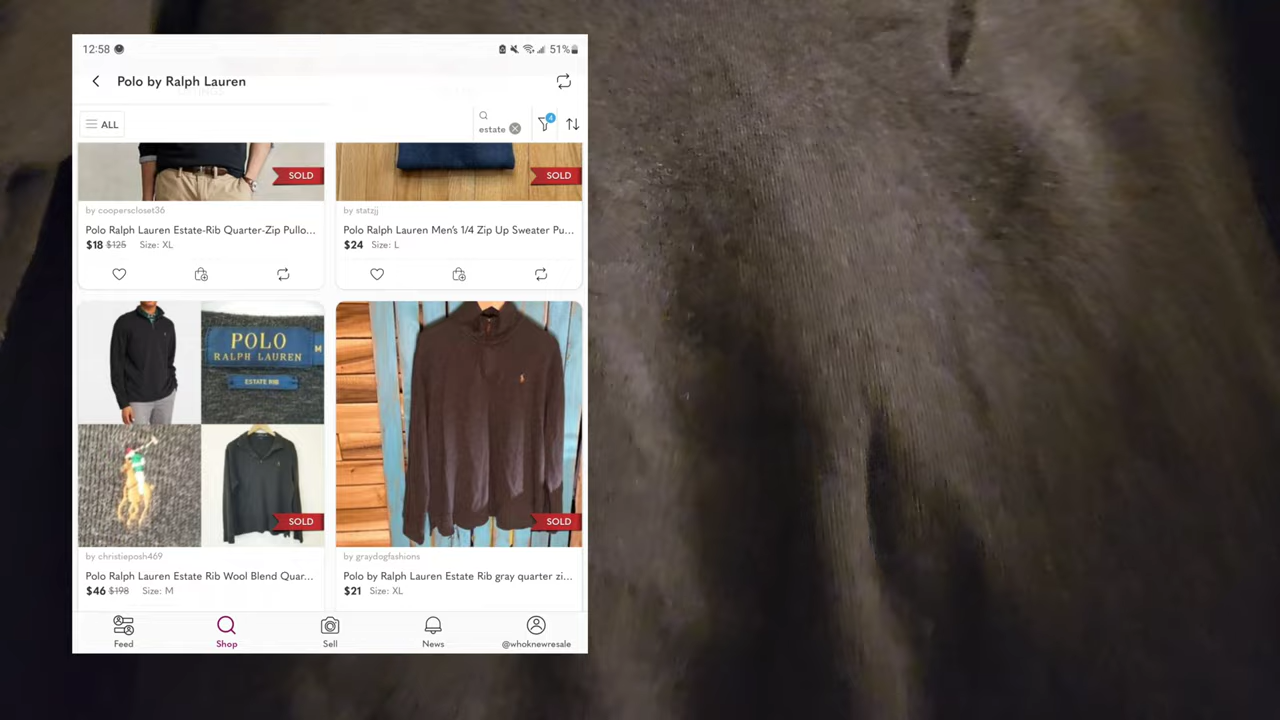 12:58
51%
Polo by Ralph Lauren
ALL
estate
4
SOLD
SOLD
by cooperscloset36
by statzjj
Polo Ralph Lauren Estate-Rib Quarter-Zip Pullo...
Polo Ralph Lauren Men's 1/4 Zip Up Sweater Pu...
$18 $125 Size: XL
$24 Size: L
POLO
RALPH LAUREN
M
ESTATE RIB
SOLD
SOLD
by christieposh469
by graydogfashions
Polo Ralph Lauren Estate Rib Wool Blend Quar...
Polo by Ralph Lauren Estate Rib gray quarter zi...
$46 $198 Size: M
$21 Size: XL
Feed
Shop
Sell
News
@whoknewresale